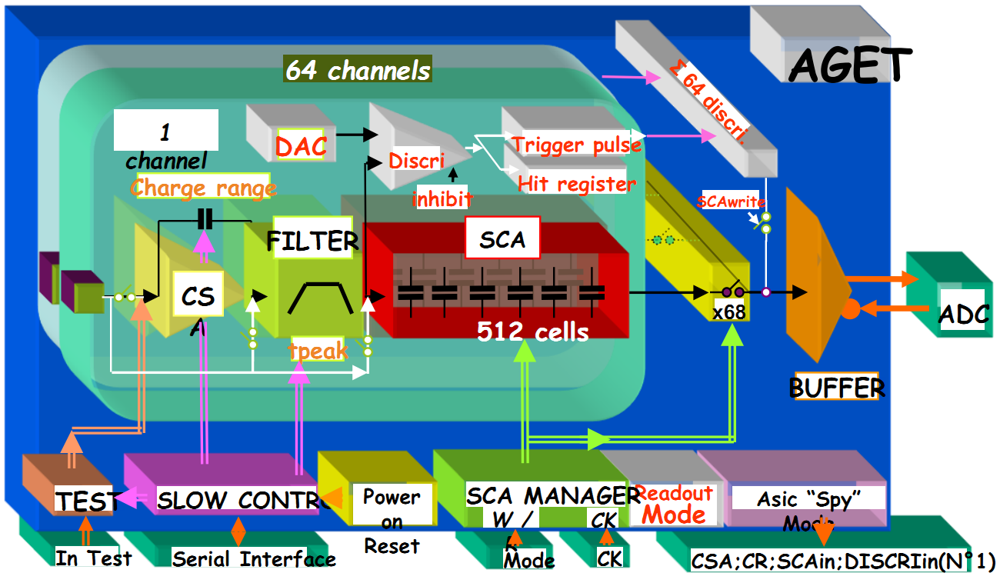 AGET
64 channels
Σ 64 discri.
1
channel
DAC
Discri
Trigger pulse
Hit register
inhibit
Charge range
SCAwrite
FILTER
SCA
CS
A
x68
ADC
512 cells
tpeak
BUFFER
TEST
SLOW CONTR
Power
on
Reset
SCA MANAGER
W /
R
CK
Readout
Mode
Asic “Spy”
Mode
In Test
Serial Interface
Mode
CK
CSA;CR;SCAin;DISCRIin(N°1)